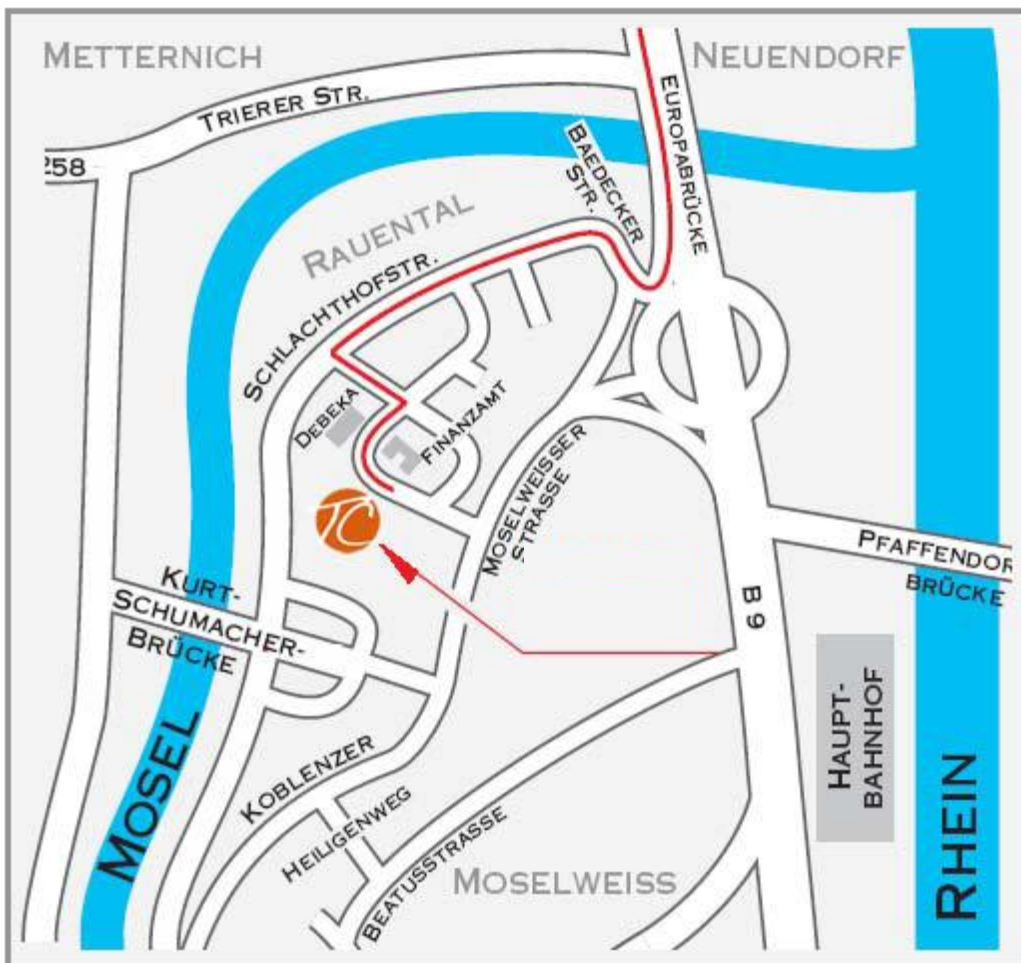 METTERNICH
NEUENDORF
TRIERER STR.
258
EUROPABRÜCKE
BAEDECKER
STR.
RAUENTAL
SCHLACHTHOFSTR.
DEBEKA
FINANZAMT
TC
MOSELWEISSER
STRASSE
PFAFFENDOR
BRÜCKE
KURT-
SCHUMACHER-
BRÜCKE
B 9
HAUPT-
BAHNHOF
MOSEL
KOBLENZER
HEILIGENWEG
BEATUSSTRASSE
MOSELWEISS
RHEIN